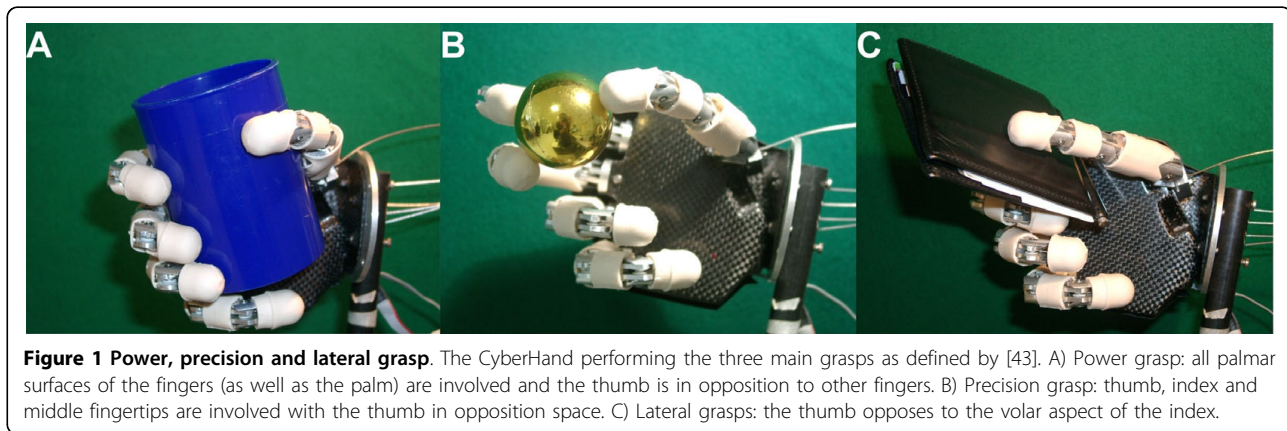 A B C
Figure 1 Power, precision and lateral grasp. The CyberHand performing the three main grasps as defined by [43]. A) Power grasp: all palmar
surfaces of the fingers (as well as the palm) are involved and the thumb is in opposition to other fingers. B) Precision grasp: thumb, index and
middle fingertips are involved with the thumb in opposition space. C) Lateral grasps: the thumb opposes to the volar aspect of the index.